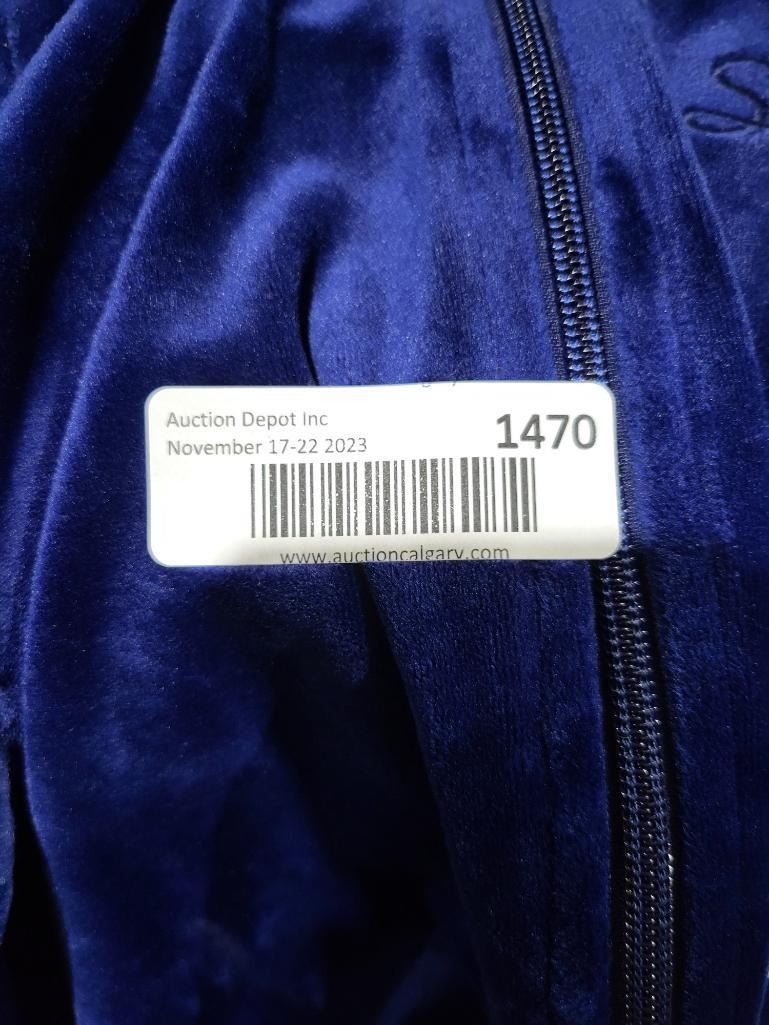 Auction Depot Inc
November 17-22 2023
1470
www.auctioncalgary.com